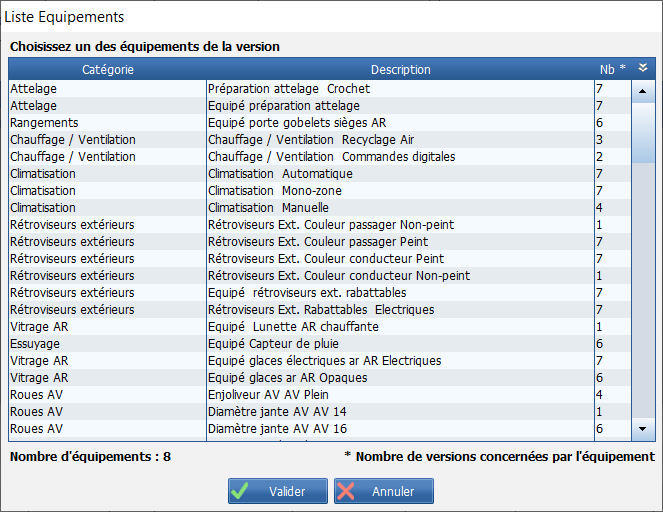 Liste Equipements
Choisissez un des équipements de la version
Catégorie Description Nb *
Attelage Préparation attelage Crochet 7
Attelage Equipé préparation attelage 7
Rangements Equipé porte gobelets sièges AR 6
Chauffage / Ventilation Chauffage / Ventilation Recyclage Air 3
Chauffage / Ventilation Chauffage / Ventilation Commandes digitales 2
Climatisation Climatisation Automatique 7
Climatisation Climatisation Mono-zone 7
Climatisation Climatisation Manuelle 4
Rétroviseurs extérieurs Rétroviseurs Ext. Couleur passager Non-peint 1
Rétroviseurs extérieurs Rétroviseurs Ext. Couleur passager Peint 7
Rétroviseurs extérieurs Rétroviseurs Ext. Couleur conducteur Peint 7
Rétroviseurs extérieurs Rétroviseurs Ext. Couleur conducteur Non-peint 1
Rétroviseurs extérieurs Equipé rétroviseurs ext. rabattables 7
Rétroviseurs extérieurs Rétroviseurs Ext. Rabattables Electriques 7
Vitrage AR Equipé Lunette AR chauffante 1
Essuyage Equipé Capteur de pluie 6
Vitrage AR Equipé glaces électriques ar AR Electriques 7
Vitrage AR Equipé glaces ar AR Opaques 6
Roues AV Enjoliveur AV AV Plein 4
Roues AV Diamètre jante AV AV 14 1
Roues AV Diamètre jante AV AV 16 6
Nombre d'équipements : 8 * Nombre de versions concernées par l'équipement
Valider Annuler